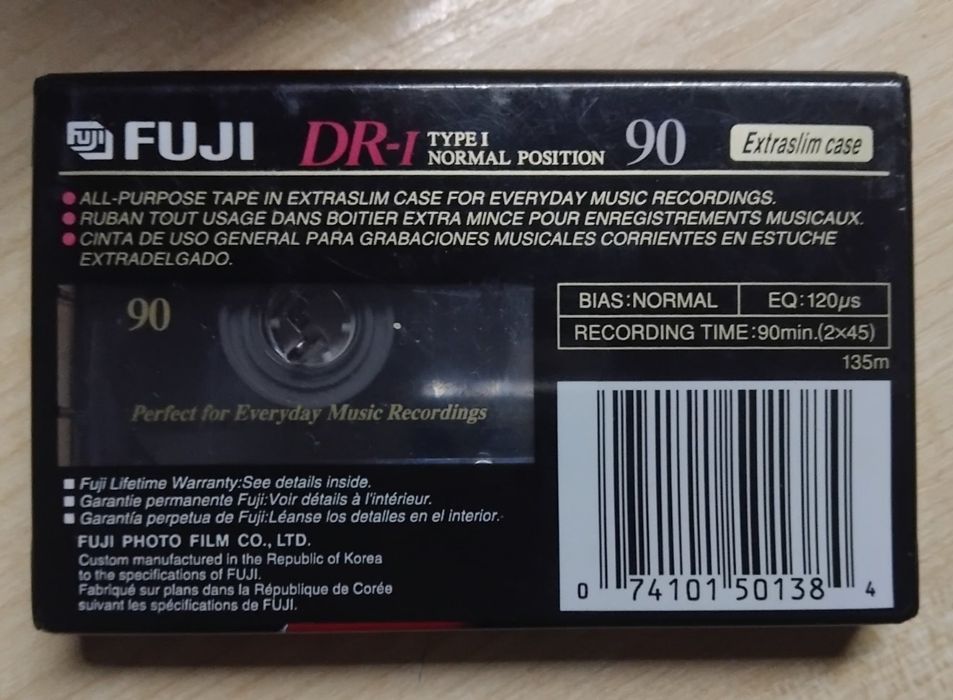 FUJI FUJI DR-I TYPE I NORMAL POSITION 90 Extraslim case
ALL-PURPOSE TAPE IN EXTRASLIM CASE FOR EVERYDAY MUSIC RECORDINGS.
RUBAN TOUT USAGE DANS BOITIER EXTRA MINCE POUR ENREGISTREMENTS MUSICAUX.
CINTA DE USO GENERAL PARA GRABACIONES MUSICALES CORRIENTES EN ESTUCHE
EXTRADELGADO.
90
Perfect for Everyday Music Recordings
BIAS:NORMAL EQ:120µs
RECORDING TIME:90min.(2×45)
135m
Fuji Lifetime Warranty:See details inside.
Garantie permanente Fuji:Voir détails à l'intérieur.
Garantía perpetua de Fuji:Léanse los detalles en el interior.
FUJI PHOTO FILM CO., LTD.
Custom manufactured in the Republic of Korea
to the specifications of FUJI.
Fabriqué sur plans dans la République de Corée
suivant les spécifications de FUJI.
0 74101 50138 4